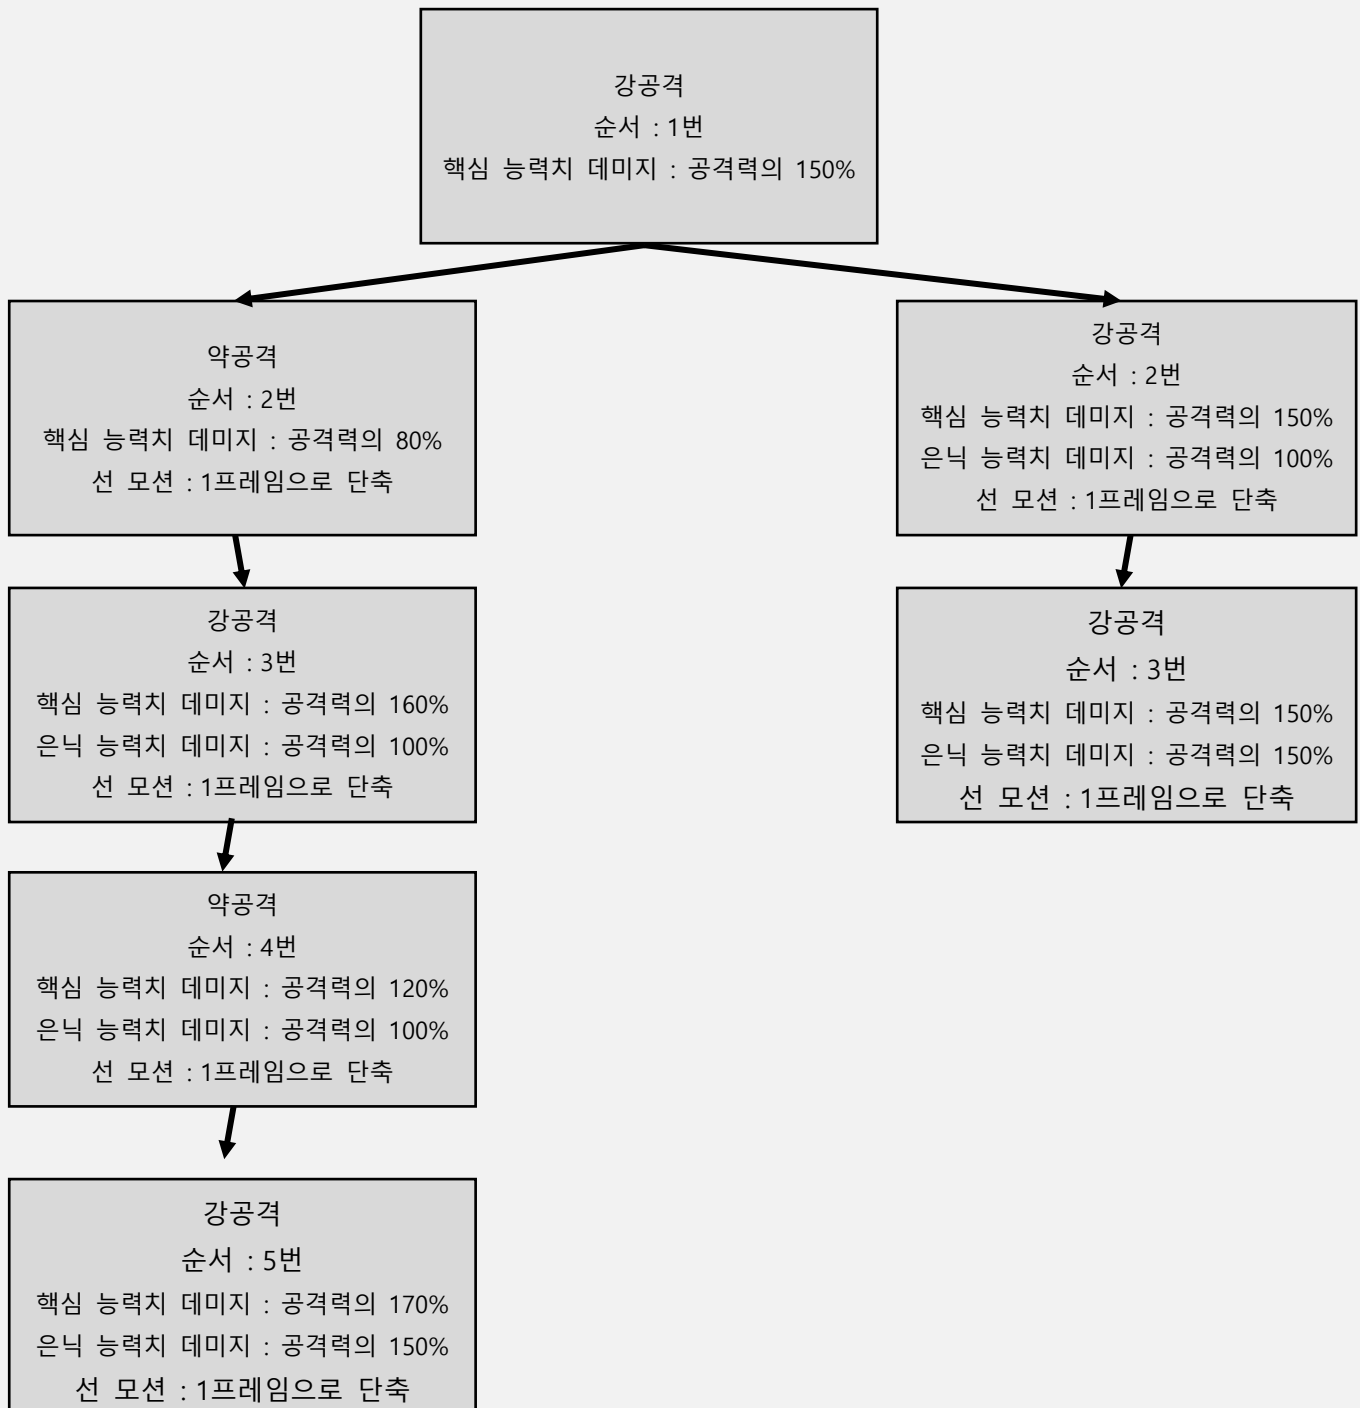 강공격
순서 : 1번
핵심 능력치 데미지 : 공격력의 150%
약공격
순서 : 2번
핵심 능력치 데미지 : 공격력의 80%
선 모션 : 1프레임으로 단축
강공격
순서 : 2번
핵심 능력치 데미지 : 공격력의 150%
은닉 능력치 데미지 : 공격력의 100%
선 모션 : 1프레임으로 단축
강공격
순서 : 3번
핵심 능력치 데미지 : 공격력의 160%
은닉 능력치 데미지 : 공격력의 100%
선 모션 : 1프레임으로 단축
강공격
순서 : 3번
핵심 능력치 데미지 : 공격력의 150%
은닉 능력치 데미지 : 공격력의 150%
선 모션 : 1프레임으로 단축
약공격
순서 : 4번
핵심 능력치 데미지 : 공격력의 120%
은닉 능력치 데미지 : 공격력의 100%
선 모션 : 1프레임으로 단축
강공격
순서 : 5번
핵심 능력치 데미지 : 공격력의 170%
은닉 능력치 데미지 : 공격력의 150%
선 모션 : 1프레임으로 단축